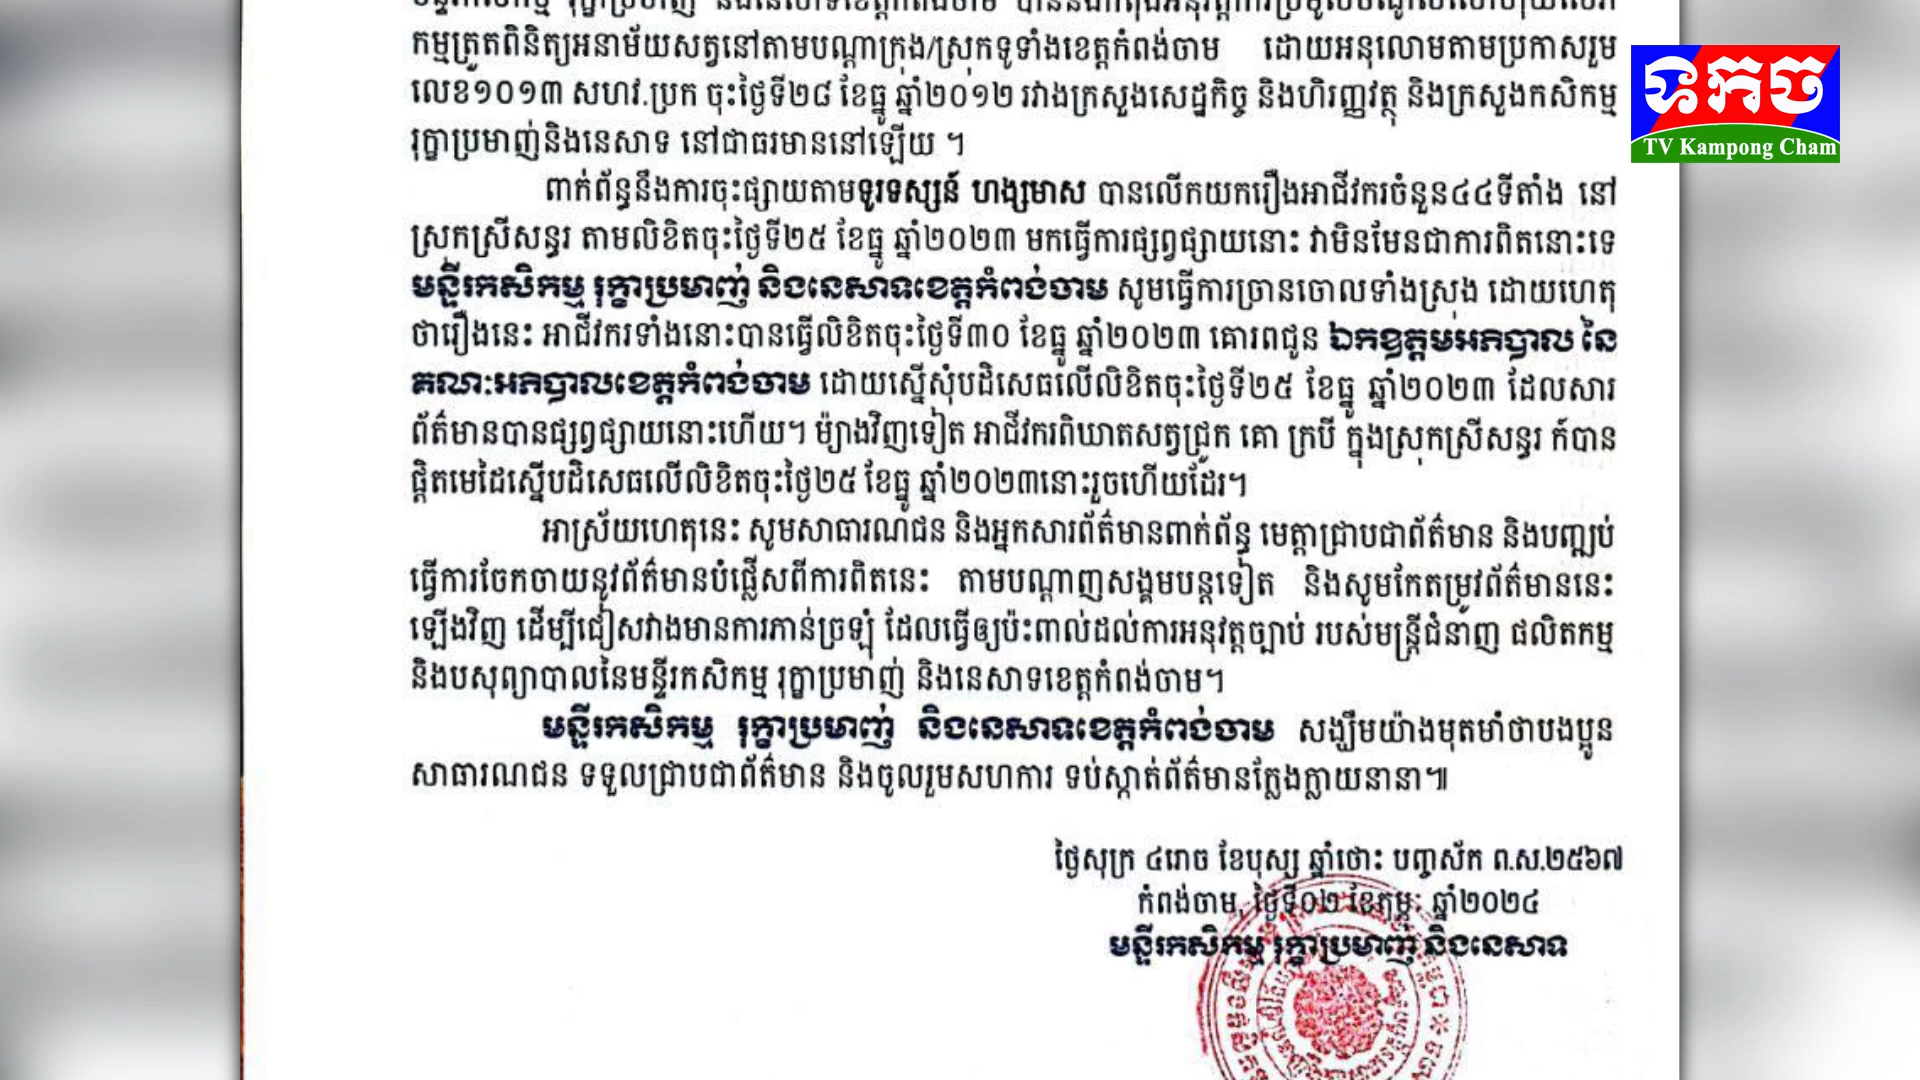 កម្មត្រួតពិនិត្យអនាម័យសត្វនៅតាមបណ្តាក្រុង/ស្រុកទូទាំងខេត្តកំពង់ចាម ដោយអនុលោមតាមប្រកាសរួម
លេខ១០១៣ សហវ.ប្រក ចុះថ្ងៃទី២៨ ខែធ្នូ ឆ្នាំ២០១២ រវាងក្រសួងសេដ្ឋកិច្ច និងហិរញ្ញវត្ថុ និងក្រសួងកសិកម្ម
រុក្ខាប្រមាញ់និងនេសាទ នៅជាធរមាននៅឡើយ ។
ពាក់ព័ន្ធនឹងការចុះផ្សាយតាមទូរទស្សន៍ ហង្សមាស បានលើកយករឿងអាជីវករចំនួន៤៤ទីតាំង នៅ
ស្រុកស្រីសន្ធរ តាមលិខិតចុះថ្ងៃទី២៥ ខែធ្នូ ឆ្នាំ២០២៣ មកធ្វើការផ្សព្វផ្សាយនោះ វាមិនមែនជាការពិតនោះទេ
មន្ទីរកសិកម្ម រុក្ខាប្រមាញ់ និងនេសាទខេត្តកំពង់ចាម សូមធ្វើការច្រានចោលទាំងស្រុង ដោយហេតុ
ថារឿងនេះ អាជីវករទាំងនោះបានធ្វើលិខិតចុះថ្ងៃទី៣០ ខែធ្នូ ឆ្នាំ២០២៣ គោរពជូន ឯកឧត្តមអភិបាល នៃ
គណៈអភិបាលខេត្តកំពង់ចាម ដោយស្នើសុំបដិសេធលើលិខិតចុះថ្ងៃទី២៥ ខែធ្នូ ឆ្នាំ២០២៣ ដែលសារ
ព័ត៌មានបានផ្សព្វផ្សាយនោះហើយ។ ម៉្យាងវិញទៀត អាជីវករពិឃាតសត្វជ្រូក គោ ក្របី ក្នុងស្រុកស្រីសន្ធរ ក៍បាន
ផ្តិតមេដៃស្នើបដិសេធលើលិខិតចុះថ្ងៃ២៥ ខែធ្នូ ឆ្នាំ២០២៣នោះរួចហើយដែរ។
អាស្រ័យហេតុនេះ សូមសាធារណជន និងអ្នកសារព័ត៌មានពាក់ព័ន្ធ មេត្តាជ្រាបជាព័ត៌មាន និងបញ្ឈប់
ធ្វើការចែកចាយនូវព័ត៌មានបំផ្លើសពីការពិតនេះ តាមបណ្តាញសង្គមបន្តទៀត និងសូមកែតម្រូវព័ត៌មាននេះ
ឡើងវិញ ដើម្បីជៀសវាងមានការភាន់ច្រឡំ ដែលធ្វើឲ្យប៉ះពាល់ដល់ការអនុវត្តច្បាប់ របស់មន្ត្រីជំនាញ ផលិតកម្ម
និងបសុព្យាបាលនៃមន្ទីរកសិកម្ម រុក្ខាប្រមាញ់ និងនេសាទខេត្តកំពង់ចាម។
មន្ទីរកសិកម្ម រុក្ខាប្រមាញ់ និងនេសាទខេត្តកំពង់ចាម សង្ឃឹមយ៉ាងមុតមាំថាបងប្អូន
សាធារណជន ទទួលជ្រាបជាព័ត៌មាន និងចូលរួមសហការ ទប់ស្កាត់ព័ត៌មានក្លែងក្លាយនានា៕
ថ្ងៃសុក្រ ៤រោច ខែបុស្ស ឆ្នាំថោះ បញ្ចស័ក ព.ស.២៥៦៧
កំពង់ចាម, ថ្ងៃទី០២ ខែកុម្ភៈ ឆ្នាំ២០២៤
មន្ទីរកសិកម្ម រុក្ខាប្រមាញ់ និងនេសាទ
ទកច
TV Kampong Cham